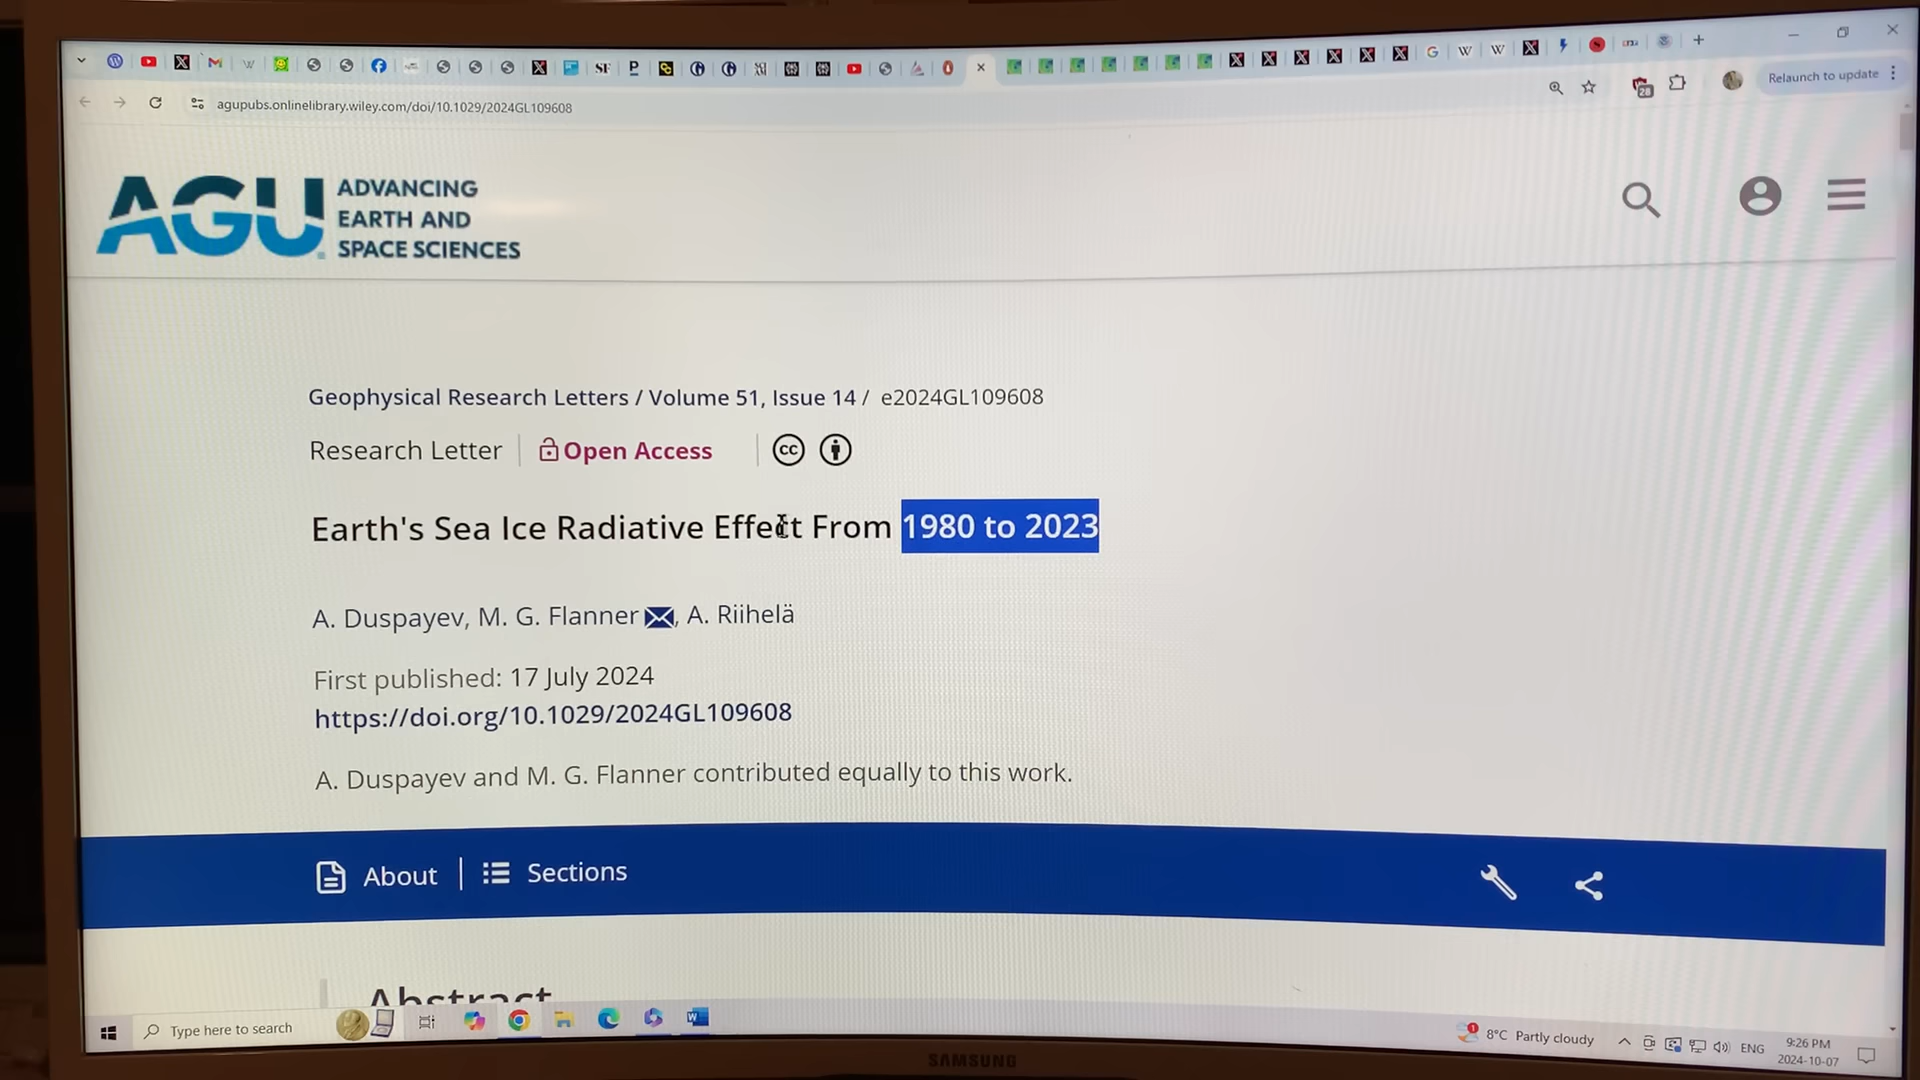 agupubs.onlinelibrary.wiley.com/doi/10.1029/2024GL109608
28
Relaunch to update
AGU
ADVANCING
EARTH AND
SPACE SCIENCES
Geophysical Research Letters / Volume 51, Issue 14 / e2024GL109608
Research Letter
Open Access
cc
Earth's Sea Ice Radiative Effect From 1980 to 2023
A. Duspayev, M. G. Flanner, A. Riihelä
First published: 17 July 2024
https://doi.org/10.1029/2024GL109608
A. Duspayev and M. G. Flanner contributed equally to this work.
About
Sections
Abstract
Type here to search
1
8°C Partly cloudy
ENG
9:26 PM
2024-10-07
SAMSUNG